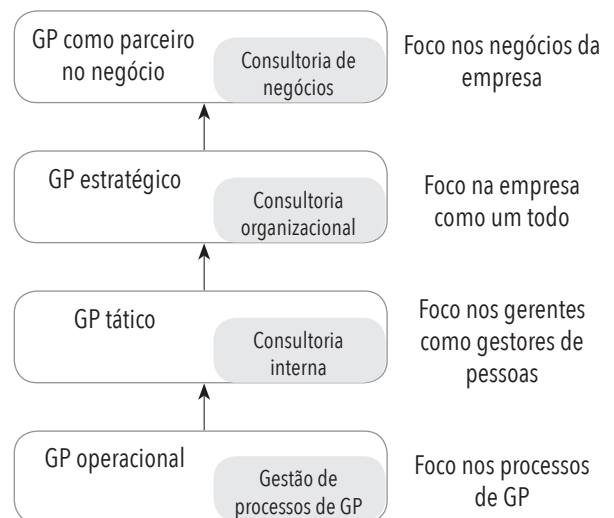 GP como parceiro
no negócio
Consultoria de
negócios
Foco nos negócios da
empresa
GP estratégico
Consultoria
organizacional
Foco na empresa
como um todo
GP tático
Consultoria
interna
Foco nos gerentes
como gestores de
pessoas
GP operacional
Gestão de
processos de GP
Foco nos processos
de GP